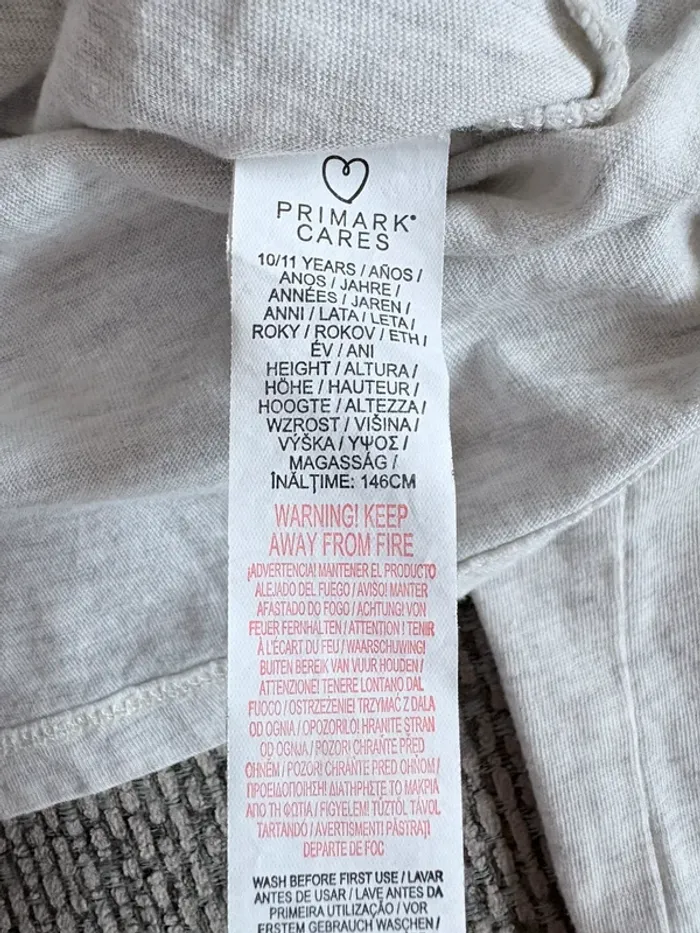 PRIMARK®
CARES
10/11 YEARS / AÑOS /
ANOS / JAHRE /
ANNÉES / JAREN /
ANNI / LATA / LETA /
ROKY / ROKOV / ΕΤΗ /
ÉV / ANI
HEIGHT / ALTURA /
HÖHE / HAUTEUR /
HOOGTE / ALTEZZA /
WZROST / VIŠINA /
VÝŠKA / ΥΨΟΣ /
MAGASSÁG /
ÎNĂLŢIME: 146CM
WARNING! KEEP
AWAY FROM FIRE
¡ADVERTENCIA! MANTENER EL PRODUCTO
ALEJADO DEL FUEGO / AVISO! MANTER
AFASTADO DO FOGO / ACHTUNG! VON
FEUER FERNHALTEN / ATTENTION ! TENIR
À L'ÉCART DU FEU / WAARSCHUWING!
BUITEN BEREIK VAN VUUR HOUDEN /
ATTENZIONE! TENERE LONTANO DAL
FUOCO / OSTRZEŻENIE! TRZYMAĆ Z DALA
OD OGNIA / OPOZORILO! HRANITE STRAN
OD OGNJA / POZOR! CHRAŇTE PŘED
OHNĚM / POZOR! CHRÁŇTE PRED OHŇOM /
ΠΡΟΕΙΔΟΠΟΙΗΣΗ! ΔΙΑΤΗΡΗΣΤΕ ΤΟ ΜΑΚΡΙΑ
ΑΠΟ ΤΗ ΦΩΤΙΑ / FIGYELEM! TŰZTŐL TÁVOL
TARTANDÓ / AVERTISMENT! PĂSTRAŢI
DEPARTE DE FOC
WASH BEFORE FIRST USE / LAVAR
ANTES DE USAR / LAVE ANTES DA
PRIMEIRA UTILIZAÇÃO / VOR
ERSTEM GEBRAUCH WASCHEN /